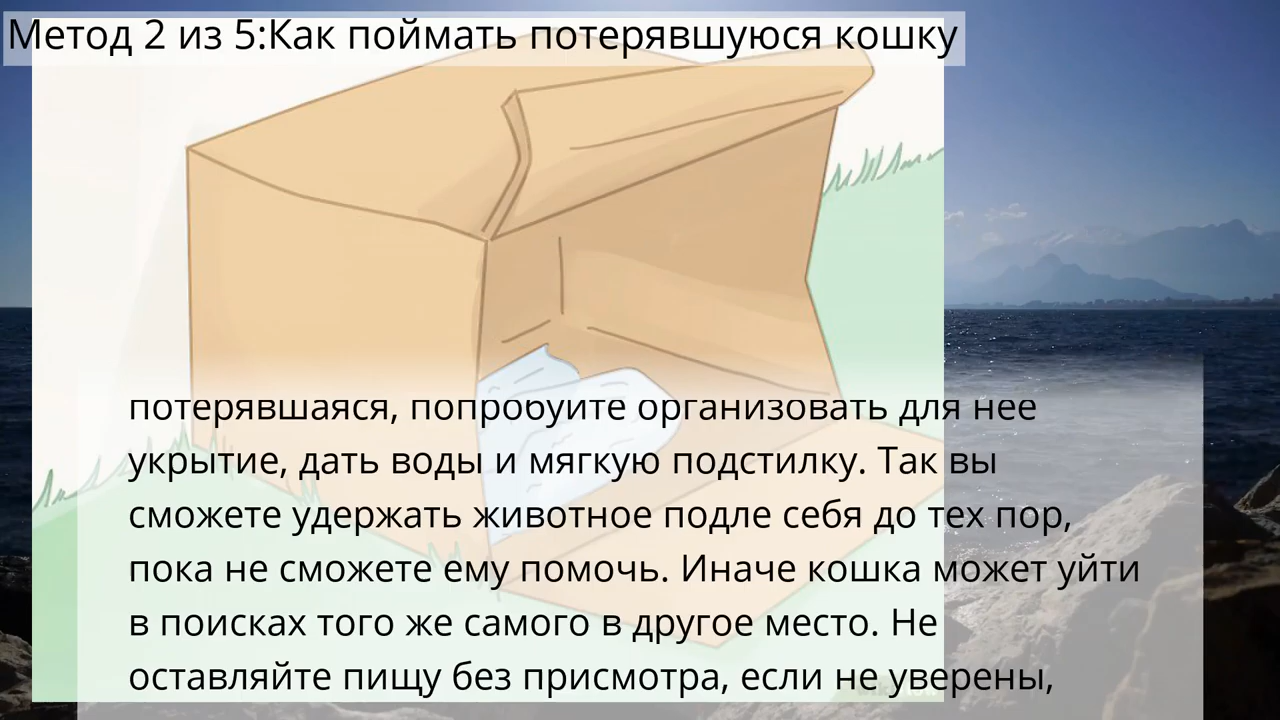 Метод 2 из 5:Как поймать потерявшуюся кошку
потерявшаяся, попробуйте организовать для нее
укрытие, дать воды и мягкую подстилку. Так вы
сможете удержать животное подле себя до тех пор,
пока не сможете ему помочь. Иначе кошка может уйти
в поисках того же самого в другое место. Не
оставляйте пищу без присмотра, если не уверены,